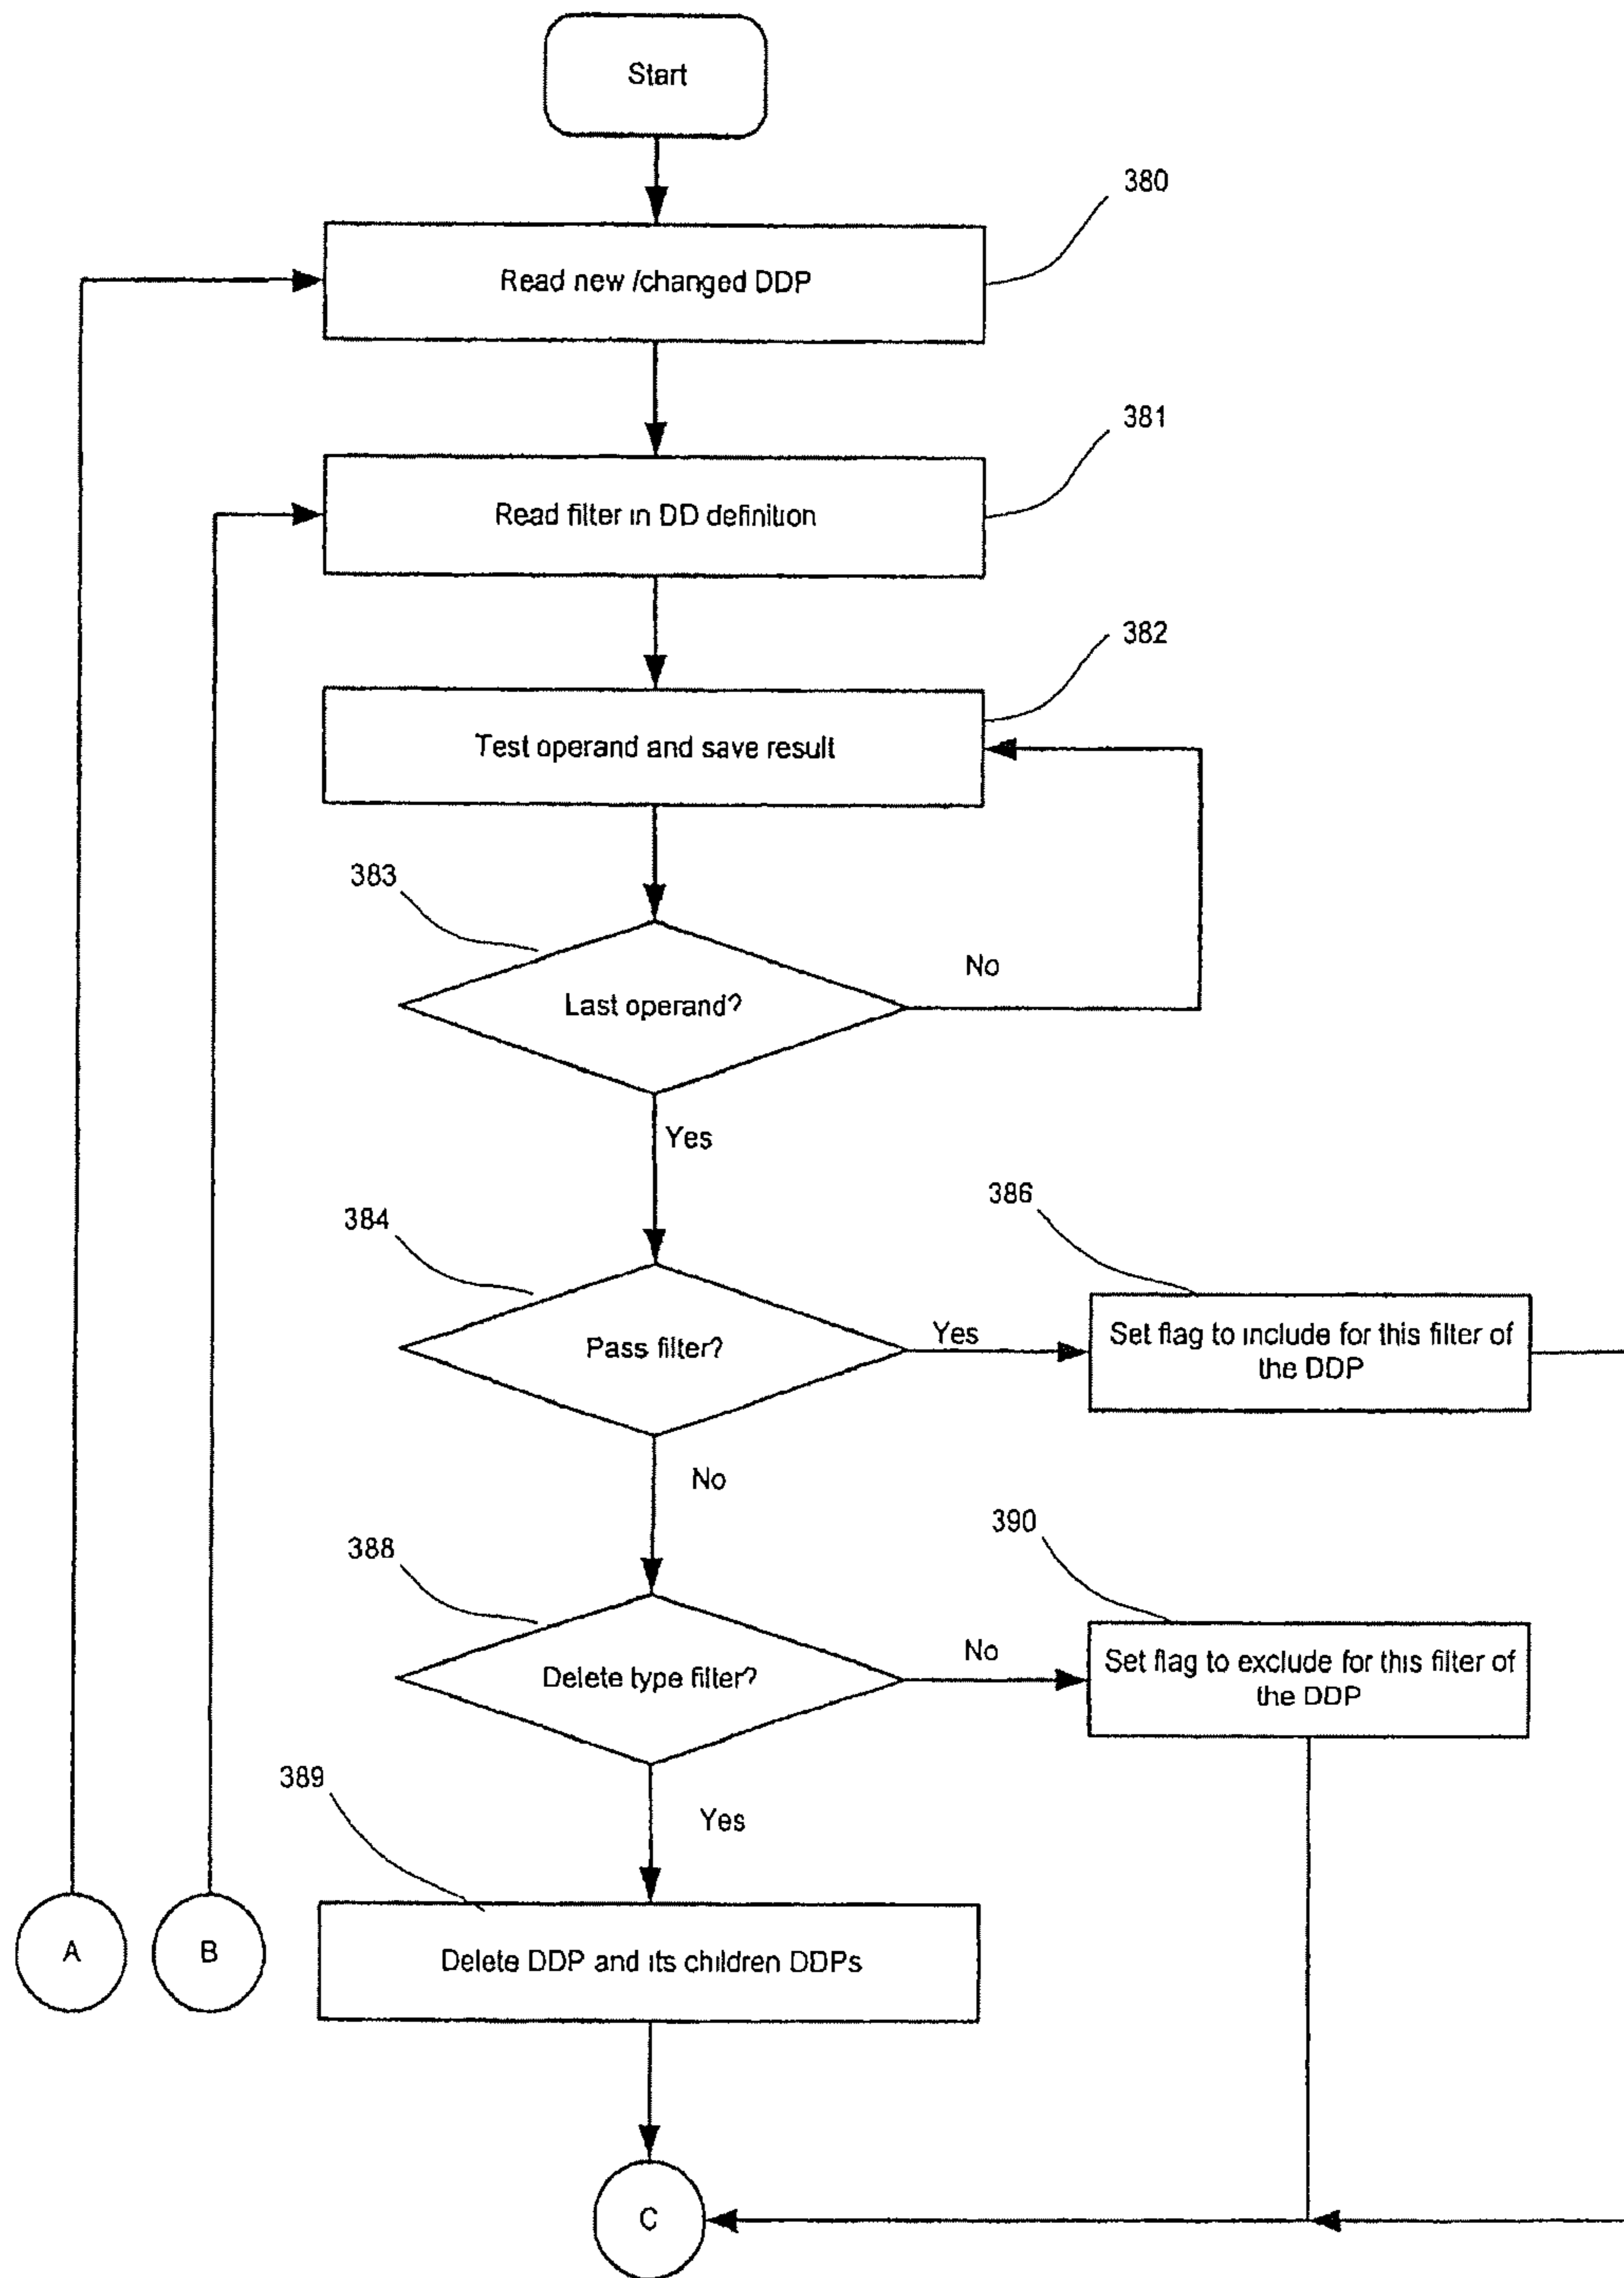 Start
380
Read new /changed DDP
381
Read filter in DD definition
382
Test operand and save result
383
Last operand?
No
Yes
384
Pass filter?
Yes
386
Set flag to include for this filter of
the DDP
No
388
Delete type filter?
No
390
Set flag to exclude for this filter of
the DDP
Yes
389
Delete DDP and its children DDPs
A
B
C